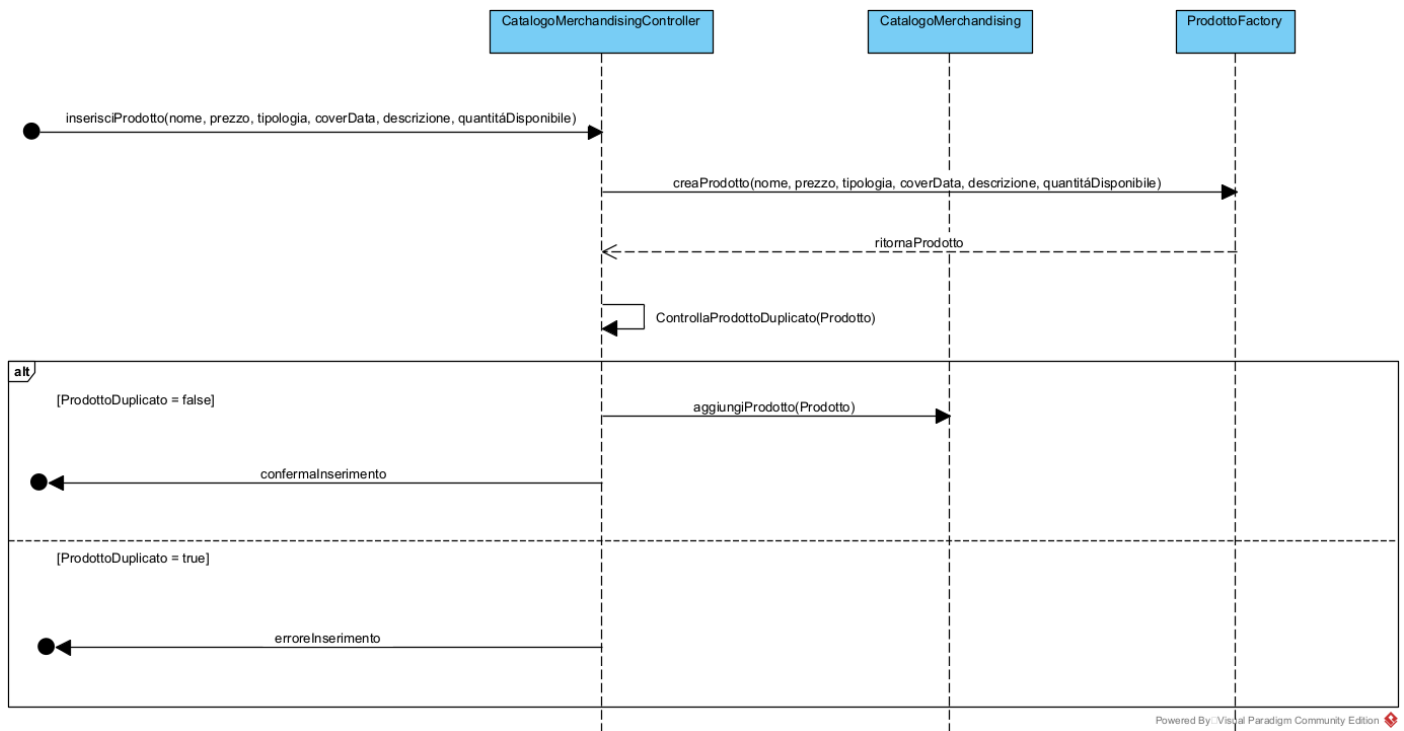 CatalogoMerchandisingController
CatalogoMerchandising
ProdottoFactory
inserisciProdotto(nome, prezzo, tipologia, coverData, descrizione, quantitáDisponibile)
creaProdotto(nome, prezzo, tipologia, coverData, descrizione, quantitáDisponibile)
ritornaProdotto
ControllaProdottoDuplicato(Prodotto)
alt
[ProdottoDuplicato = false]
aggiungiProdotto(Prodotto)
confermaInserimento
[ProdottoDuplicato = true]
erroreInserimento
Powered By Visual Paradigm Community Edition